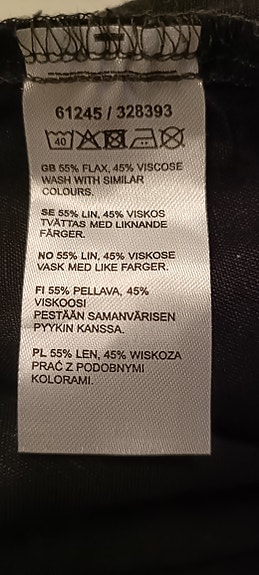 61245 / 328393
40
GB 55% FLAX, 45% VISCOSE
WASH WITH SIMILAR
COLOURS.
SE 55% LIN, 45% VISKOS
TVÄTTAS MED LIKNANDE
FÄRGER.
NO 55% LIN, 45% VISKOSE
VASK MED LIKE FARGER.
FI 55% PELLAVA, 45%
VISKOOSI
PESTÄÄN SAMANVÄRISEN
PYYKIN KANSSA.
PL 55% LEN, 45% WISKOZA
PRAĆ Z PODOBNYMI
KOLORAMI.